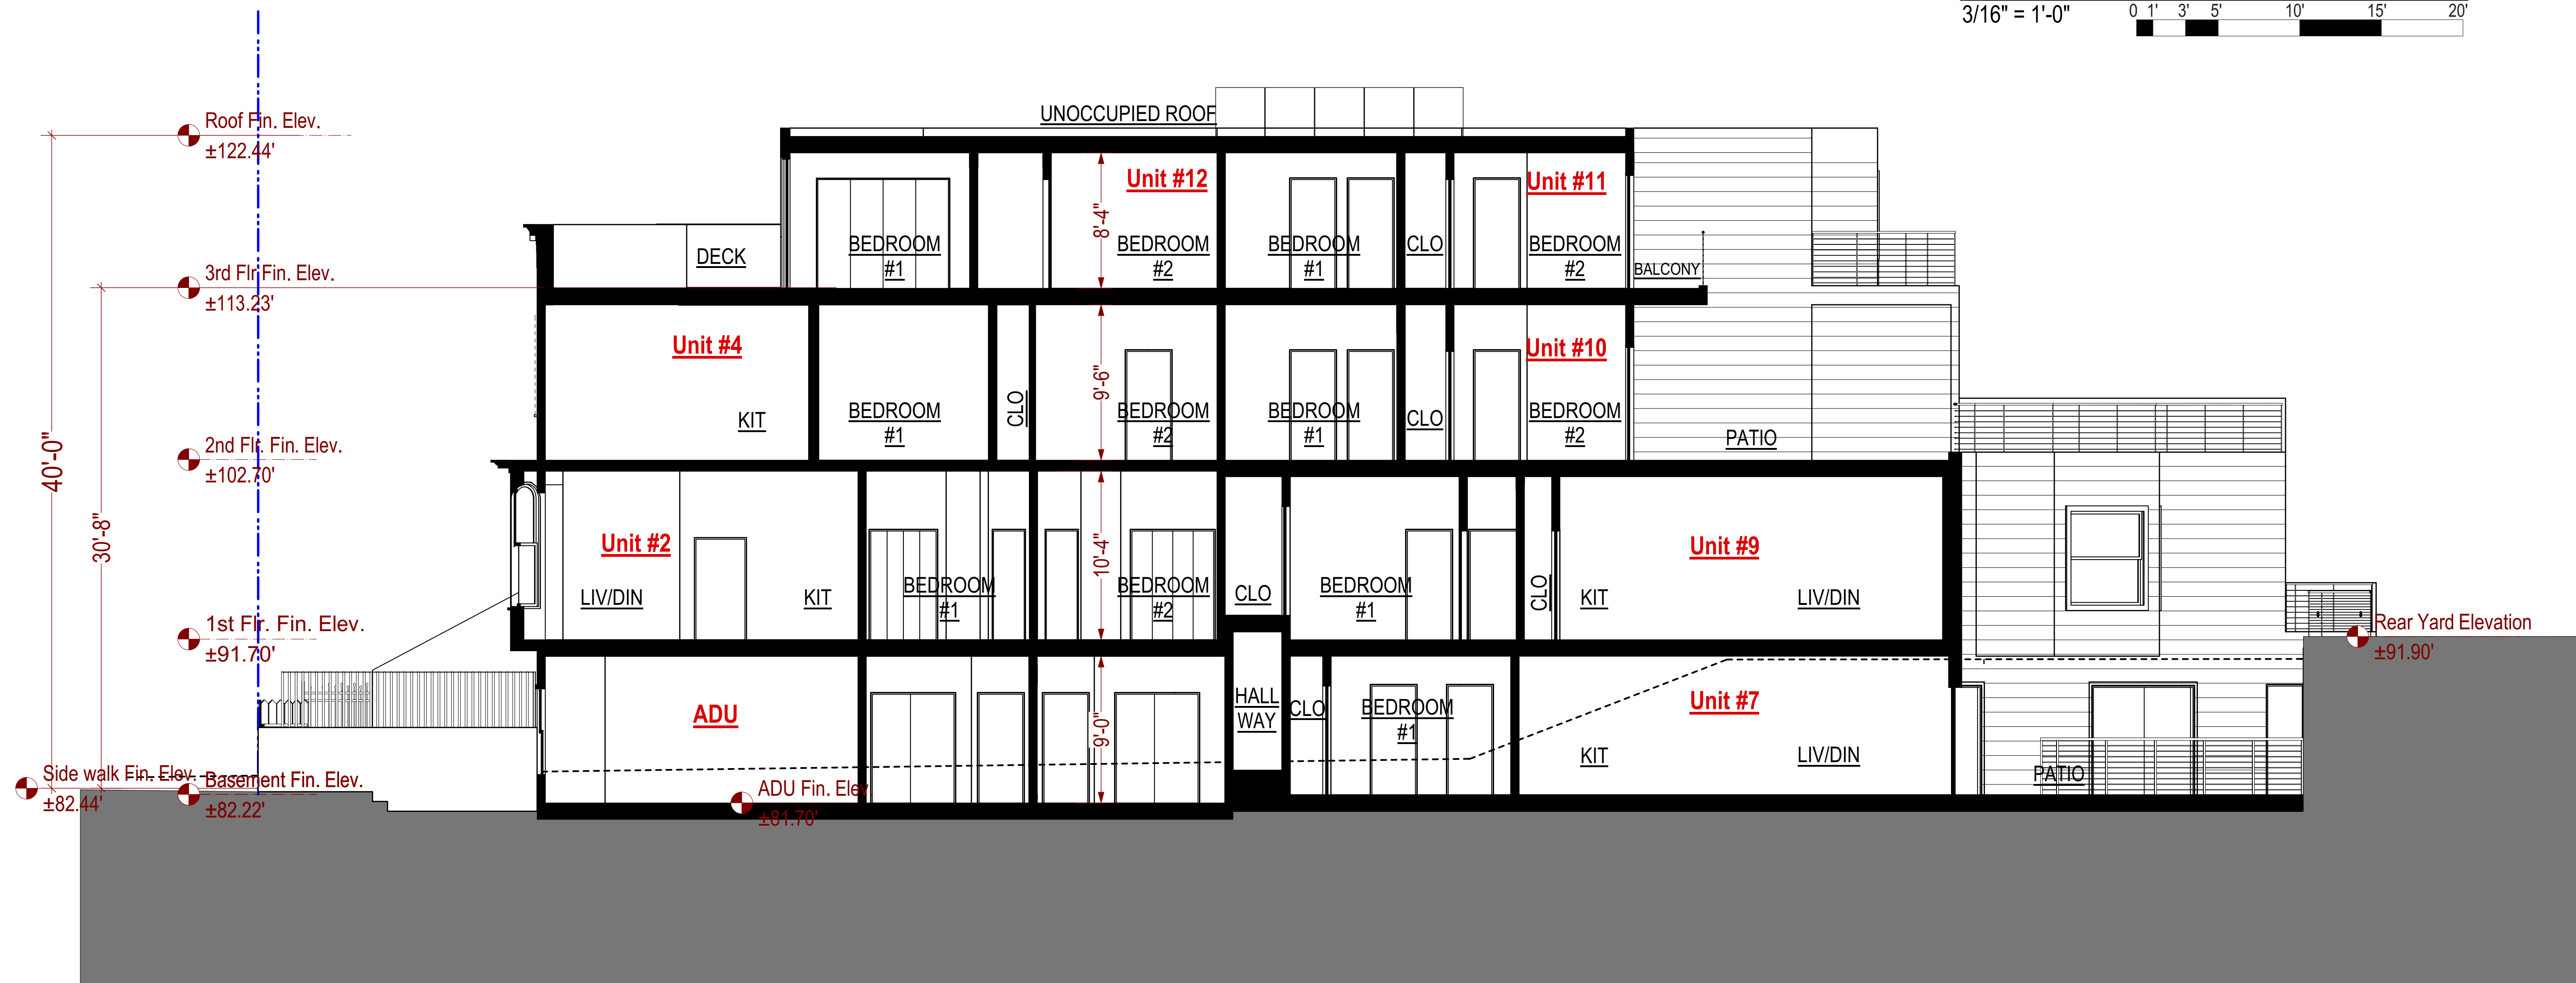 3/16" = 1'-0"
0 1' 3' 5' 10' 15' 20'
UNOCCUPIED ROOF
Roof Fin. Elev.
±122.44'
Unit #12
Unit #11
8'-4"
DECK
BEDROOM
#1
BEDROOM
#2
BEDROOM
#1
CLO
BEDROOM
#2
BALCONY
3rd Flr Fin. Elev.
±113.23'
Unit #4
Unit #10
9'-6"
KIT
BEDROOM
#1
CLO
BEDROOM
#2
BEDROOM
#1
CLO
BEDROOM
#2
PATIO
2nd Flr. Fin. Elev.
±102.70'
40'-0"
30'-8"
Unit #2
Unit #9
10'-4"
LIV/DIN
KIT
BEDROOM
#1
BEDROOM
#2
CLO
BEDROOM
#1
CLO
KIT
LIV/DIN
1st Flr. Fin. Elev.
±91.70'
Rear Yard Elevation
±91.90'
ADU
9'-0"
HALL
WAY
CLO
BEDROOM
#1
Unit #7
KIT
LIV/DIN
PATIO
Side walk Fin. Elev.
±82.44'
Basement Fin. Elev.
±82.22'
ADU Fin. Elev.
±81.70'